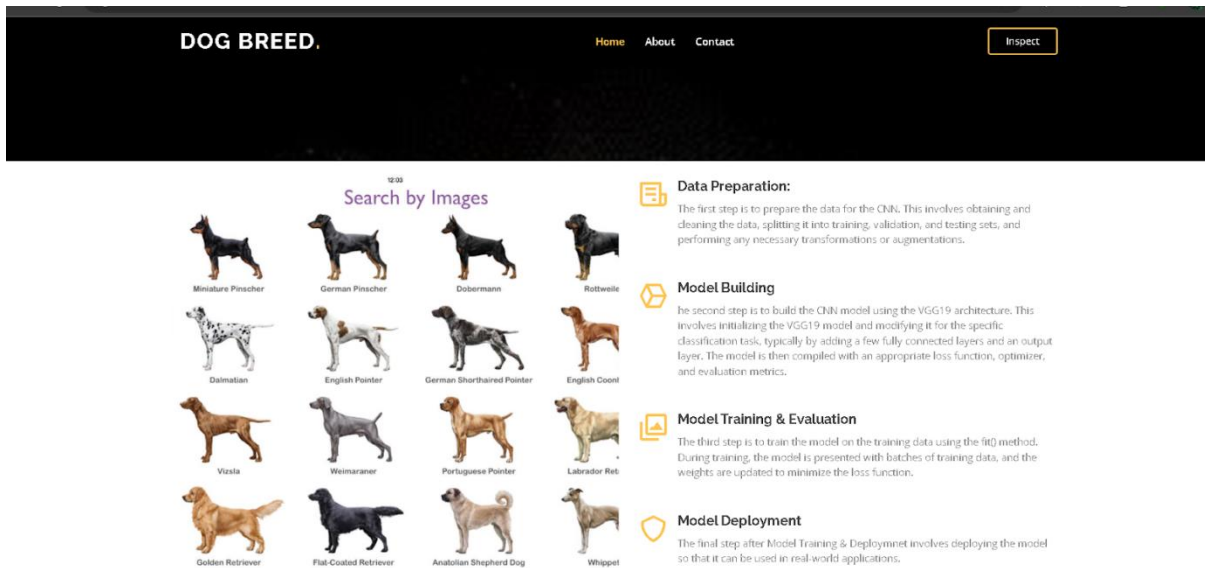 DOG BREED.
Home About Contact
Inspect
12:03
Search by Images
Miniature Pinscher German Pinscher Dobermann Rottweile
Dalmatian English Pointer German Shorthaired Pointer English Coonh
Vizsla Weimaraner Portuguese Pointer Labrador Retr
Golden Retriever Flat-Coated Retriever Anatolian Shepherd Dog Whippet
Data Preparation:
The first step is to prepare the data for the CNN. This involves obtaining and
cleaning the data, splitting it into training, validation, and testing sets, and
performing any necessary transformations or augmentations.
Model Building
he second step is to build the CNN model using the VGG19 architecture. This
involves initializing the VGG19 model and modifying it for the specific
classification task, typically by adding a few fully connected layers and an output
layer. The model is then compiled with an appropriate loss function, optimizer,
and evaluation metrics.
Model Training & Evaluation
The third step is to train the model on the training data using the fit() method.
During training, the model is presented with batches of training data, and the
weights are updated to minimize the loss function.
Model Deployment
The final step after Model Training & Deploymnet involves deploying the model
so that it can be used in real-world applications.